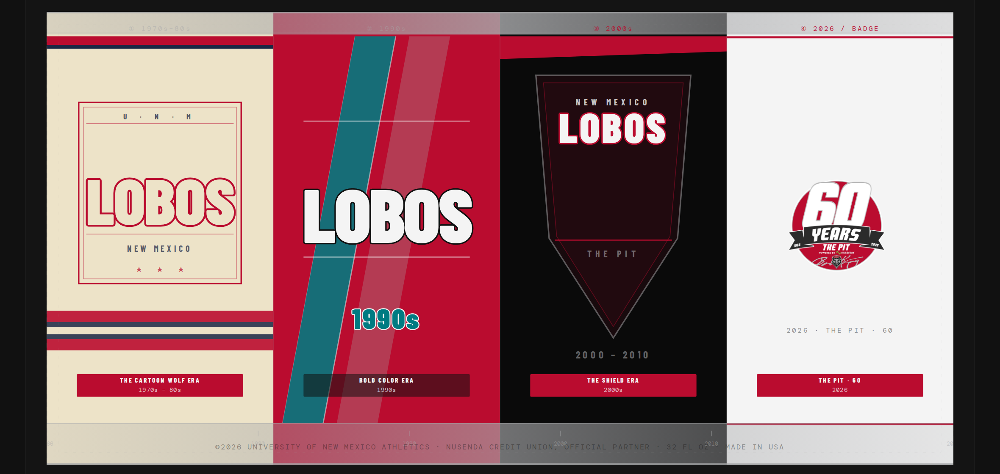 ① 1970s-80s
U · N · M
LOBOS
NEW MEXICO
★ ★ ★
THE CARTOON WOLF ERA
1970s – 80s
② 1990s
LOBOS
1990s
BOLD COLOR ERA
1990s
③ 2000s
NEW MEXICO
LOBOS
THE PIT
2000 – 2010
THE SHIELD ERA
2000s
④ 2026 / BADGE
60
YEARS
1966
2026
THE PIT
POWERED BY NUSENDA
2026 · THE PIT · 60
THE PIT · 60
2026
66 1980 1990 2000 2010 20
©2026 UNIVERSITY OF NEW MEXICO ATHLETICS · NUSENDA CREDIT UNION, OFFICIAL PARTNER · 32 FL OZ · MADE IN USA